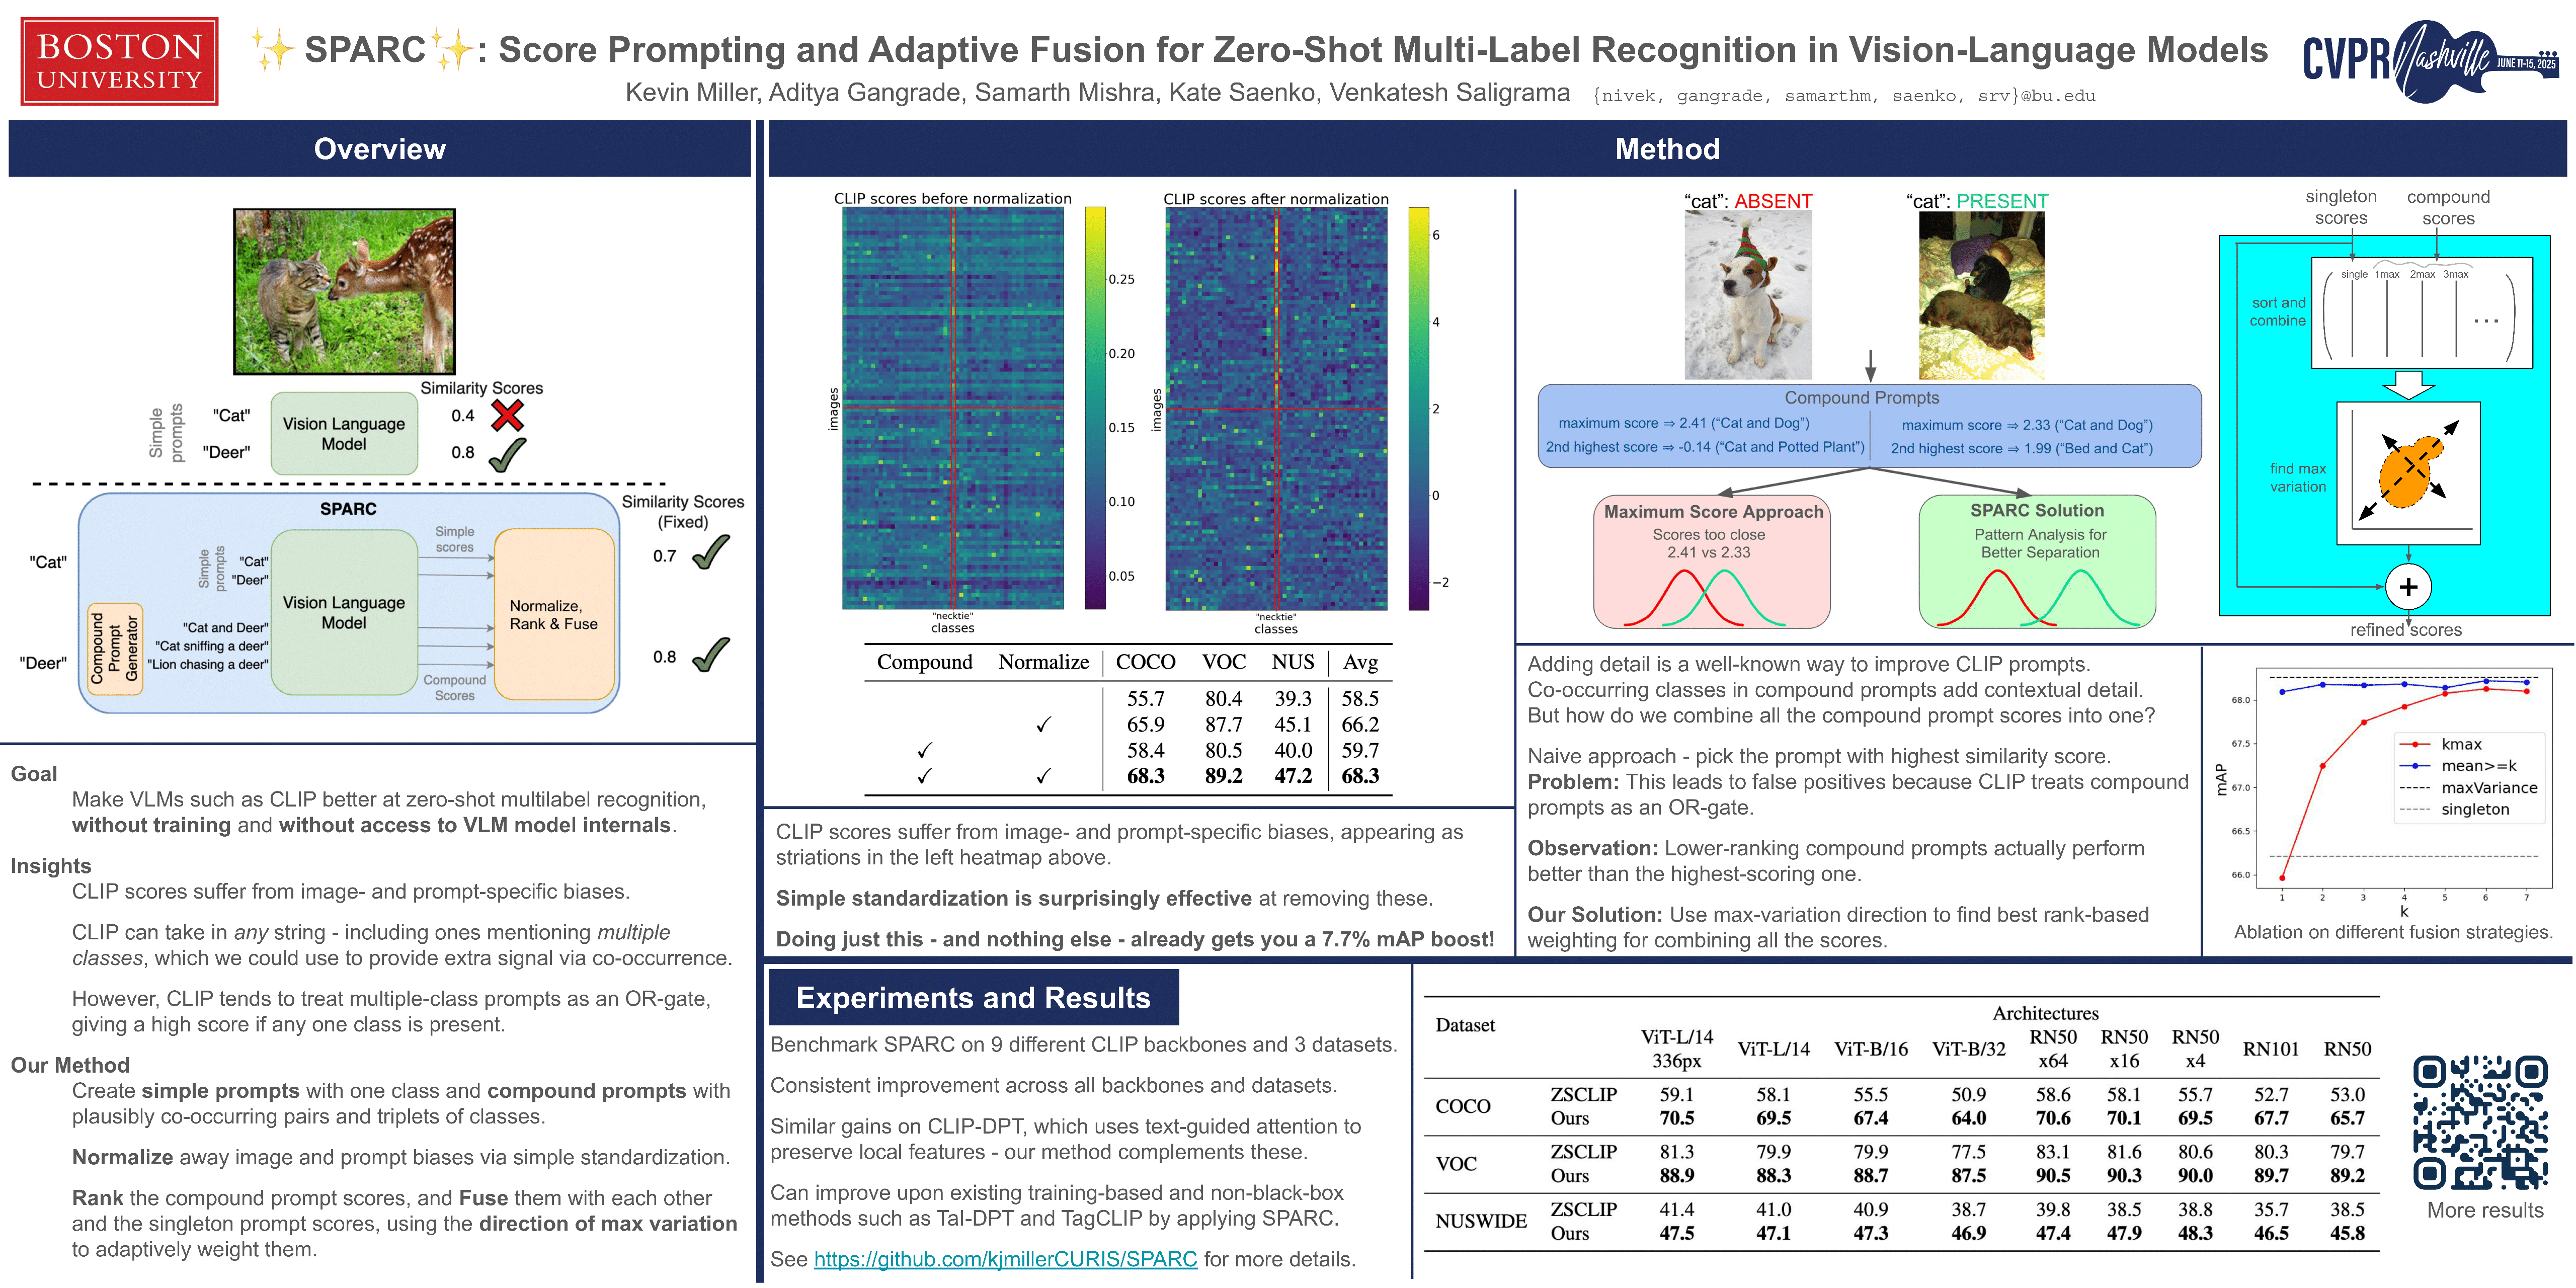 BOSTON
UNIVERSITY
✨SPARC✨: Score Prompting and Adaptive Fusion for Zero-Shot Multi-Label Recognition in Vision-Language Models
Kevin Miller, Aditya Gangrade, Samarth Mishra, Kate Saenko, Venkatesh Saligrama {nivek, gangrade, samarthm, saenko, srv}@bu.edu
CVPR Nashville JUNE 11-15, 2025
Overview
Similarity Scores
Simple prompts
"Cat"
"Deer"
Vision Language
Model
0.4
0.8
SPARC
Similarity Scores
(Fixed)
"Cat"
"Deer"
Compound
Prompt
Generator
Simple
prompts
"Cat"
"Deer"
"Cat and Deer"
"Cat sniffing a deer"
"Lion chasing a deer"
Vision Language
Model
Simple
scores
Compound
Scores
Normalize,
Rank & Fuse
0.7
0.8
Goal
Make VLMs such as CLIP better at zero-shot multilabel recognition,
without training and without access to VLM model internals.
Insights
CLIP scores suffer from image- and prompt-specific biases.
CLIP can take in any string - including ones mentioning multiple
classes, which we could use to provide extra signal via co-occurrence.
However, CLIP tends to treat multiple-class prompts as an OR-gate,
giving a high score if any one class is present.
Our Method
Create simple prompts with one class and compound prompts with
plausibly co-occurring pairs and triplets of classes.
Normalize away image and prompt biases via simple standardization.
Rank the compound prompt scores, and Fuse them with each other
and the singleton prompt scores, using the direction of max variation
to adaptively weight them.
Method
CLIP scores before normalization
images
0.25
0.20
0.15
0.10
0.05
"necktie"
classes
CLIP scores after normalization
images
6
4
2
0
−2
"necktie"
classes
Compound Normalize COCO VOC NUS Avg
55.7 80.4 39.3 58.5
✓ 65.9 87.7 45.1 66.2
✓ 58.4 80.5 40.0 59.7
✓ ✓ 68.3 89.2 47.2 68.3
CLIP scores suffer from image- and prompt-specific biases, appearing as
striations in the left heatmap above.
Simple standardization is surprisingly effective at removing these.
Doing just this - and nothing else - already gets you a 7.7% mAP boost!
“cat”: ABSENT
“cat”: PRESENT
Compound Prompts
maximum score ⇒ 2.41 (“Cat and Dog”)
2nd highest score ⇒ -0.14 (“Cat and Potted Plant”)
maximum score ⇒ 2.33 (“Cat and Dog”)
2nd highest score ⇒ 1.99 (“Bed and Cat”)
Maximum Score Approach
Scores too close
2.41 vs 2.33
SPARC Solution
Pattern Analysis for
Better Separation
singleton
scores
compound
scores
single 1max 2max 3max
...
sort and
combine
find max
variation
+
refined scores
Adding detail is a well-known way to improve CLIP prompts.
Co-occurring classes in compound prompts add contextual detail.
But how do we combine all the compound prompt scores into one?
Naive approach - pick the prompt with highest similarity score.
Problem: This leads to false positives because CLIP treats compound
prompts as an OR-gate.
Observation: Lower-ranking compound prompts actually perform
better than the highest-scoring one.
Our Solution: Use max-variation direction to find best rank-based
weighting for combining all the scores.
mAP
68.0
67.5
67.0
66.5
66.0
kmax
mean>=k
maxVariance
singleton
1 2 3 4 5 6 7
k
Ablation on different fusion strategies.
Experiments and Results
Benchmark SPARC on 9 different CLIP backbones and 3 datasets.
Consistent improvement across all backbones and datasets.
Similar gains on CLIP-DPT, which uses text-guided attention to
preserve local features - our method complements these.
Can improve upon existing training-based and non-black-box
methods such as TaI-DPT and TagCLIP by applying SPARC.
See https://github.com/kjmillerCURIS/SPARC for more details.
Dataset Architectures
ViT-L/14 336px ViT-L/14 ViT-B/16 ViT-B/32 RN50 x64 RN50 x16 RN50 x4 RN101 RN50
COCO ZSCLIP 59.1 58.1 55.5 50.9 58.6 58.1 55.7 52.7 53.0
Ours 70.5 69.5 67.4 64.0 70.6 70.1 69.5 67.7 65.7
VOC ZSCLIP 81.3 79.9 79.9 77.5 83.1 81.6 80.6 80.3 79.7
Ours 88.9 88.3 88.7 87.5 90.5 90.3 90.0 89.7 89.2
NUSWIDE ZSCLIP 41.4 41.0 40.9 38.7 39.8 38.5 38.8 35.7 38.5
Ours 47.5 47.1 47.3 46.9 47.4 47.9 48.3 46.5 45.8
More results